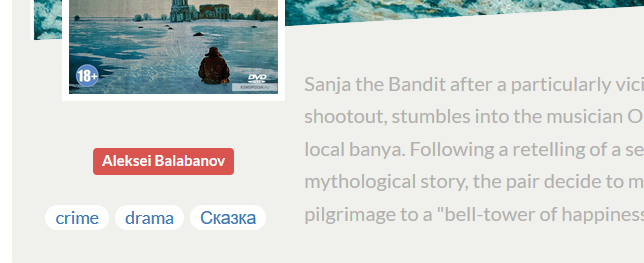 18+
DVD
Sanja the Bandit after a particularly vici
shootout, stumbles into the musician O
local banya. Following a retelling of a se
mythological story, the pair decide to m
pilgrimage to a "bell-tower of happiness
Aleksei Balabanov
crime drama Сказка